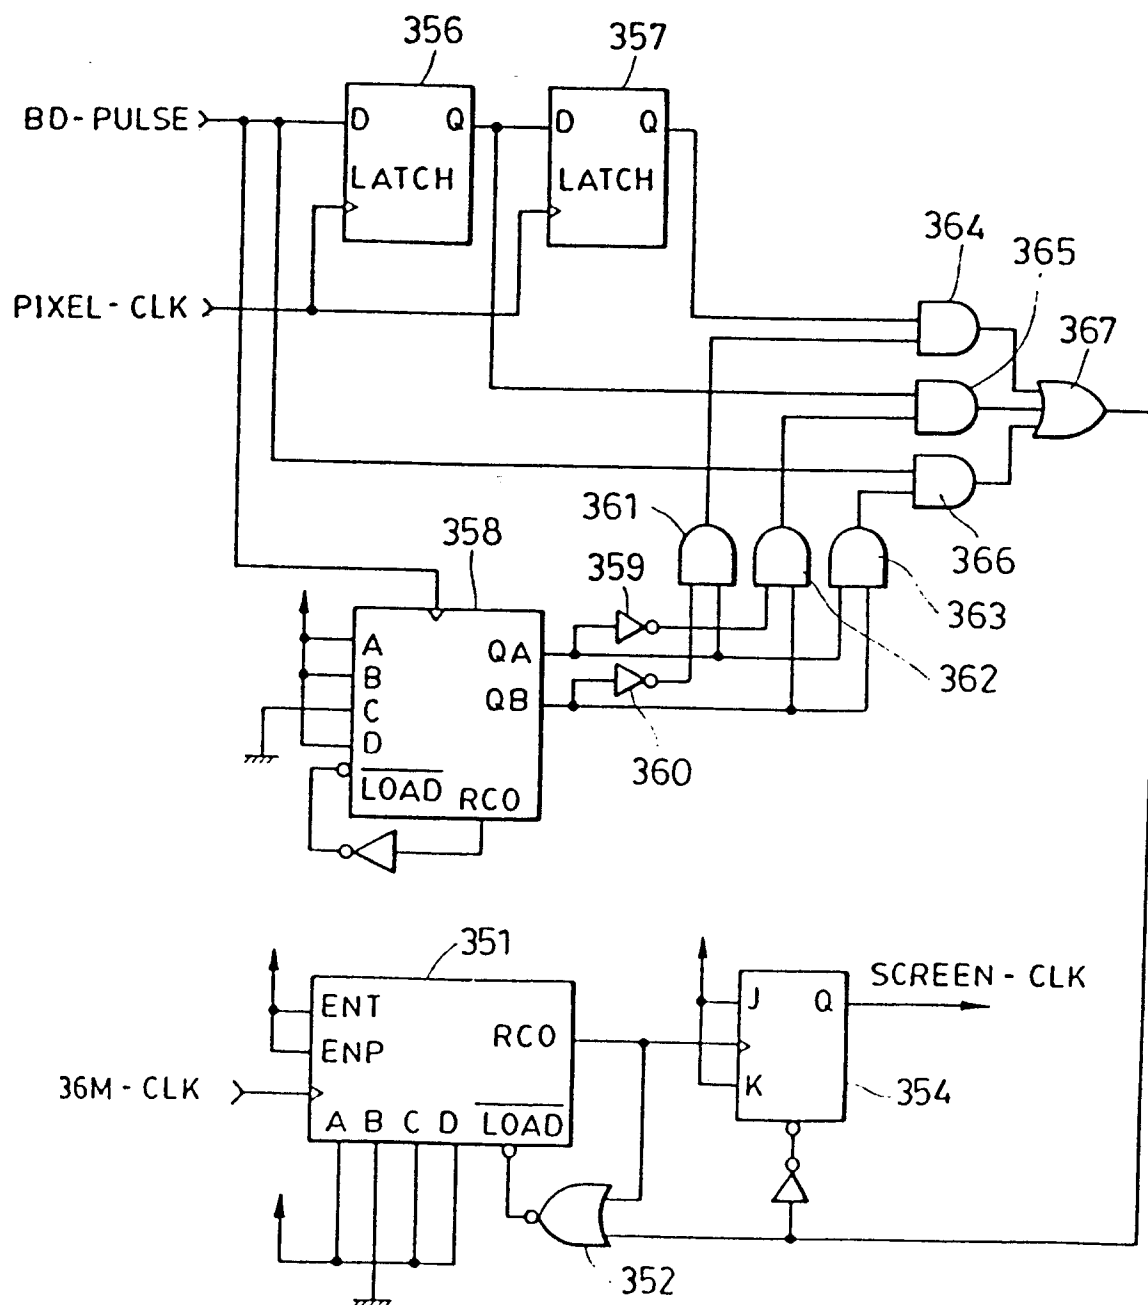 356
357
BD-PULSE
D Q
D Q
LATCH
LATCH
364
365
PIXEL-CLK
367
361
358
359
366
363
A
QA
B
362
C
QB
D
360
LOAD
RCO
351
SCREEN-CLK
ENT
J Q
RCO
ENP
36M-CLK
K
354
A B C D LOAD
352